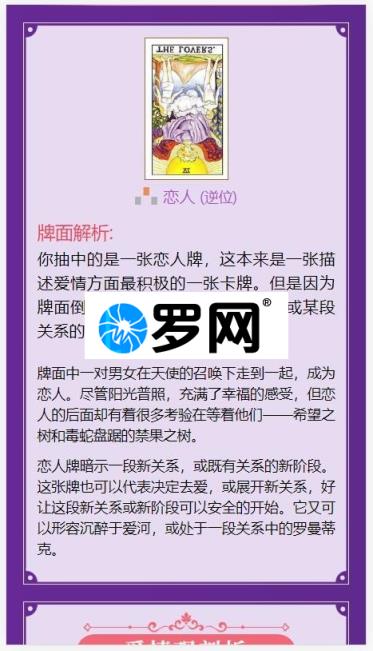 THE LOVERS.
VI
恋人 (逆位)
牌面解析:
你抽中的是一张恋人牌，这本来是一张描
述爱情方面最积极的一张卡牌。但是因为
牌面倒
或某段
关系的
罗网®
牌面中一对男女在天使的召唤下走到一起，成为
恋人。尽管阳光普照，充满了幸福的感受，但恋
人的后面却有着很多考验在等着他们——希望之
树和毒蛇盘踞的禁果之树。
恋人牌暗示一段新关系，或既有关系的新阶段。
这张牌也可以代表决定去爱，或展开新关系，好
让这段新关系或新阶段可以安全的开始。它又可
以形容沉醉于爱河，或处于一段关系中的罗曼蒂
克。